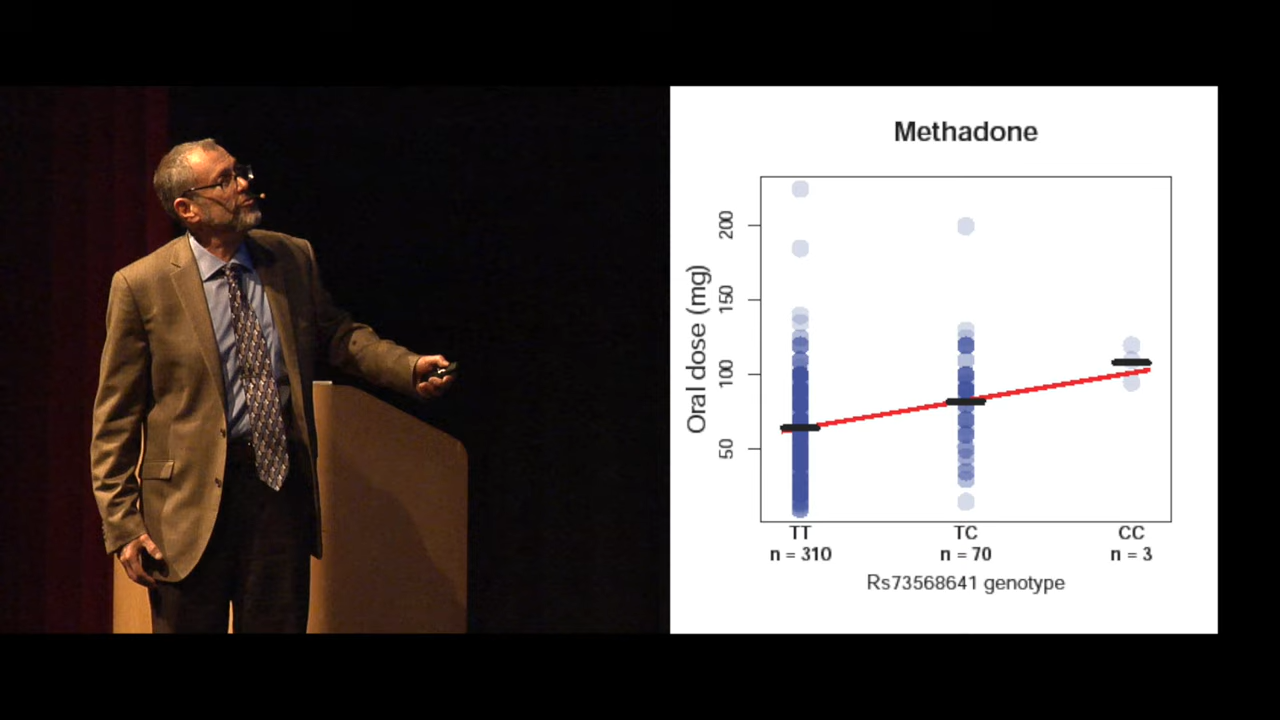 Methadone
Oral dose (mg)
200
150
100
50
TT
TC
CC
n = 310
n = 70
n = 3
Rs73568641 genotype